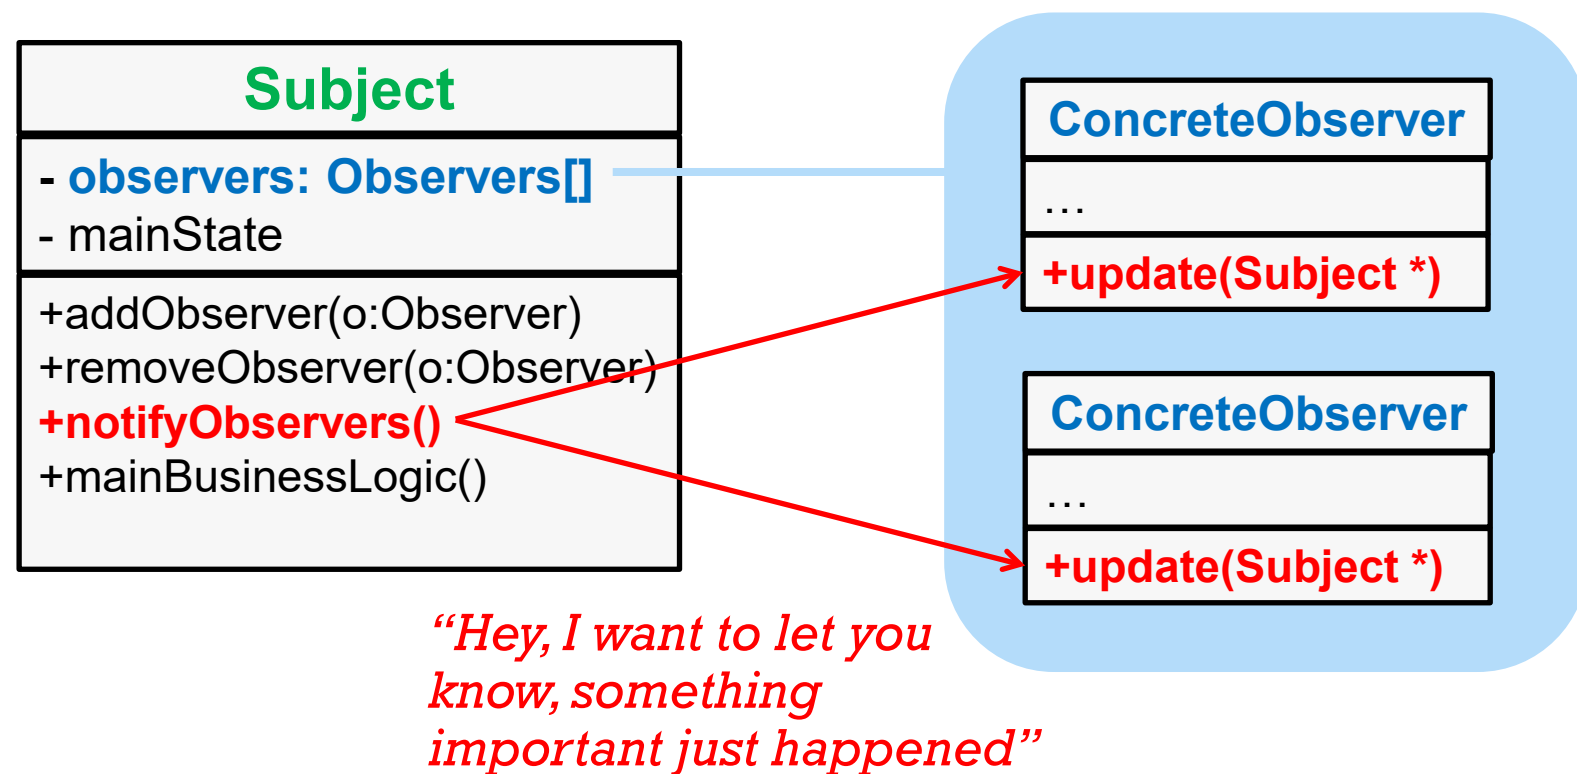 Subject
- observers: Observers[]
- mainState
+addObserver(o:Observer)
+removeObserver(o:Observer)
+notifyObservers()
+mainBusinessLogic()
ConcreteObserver
...
+update(Subject *)
ConcreteObserver
...
+update(Subject *)
“Hey, I want to let you
know, something
important just happened”